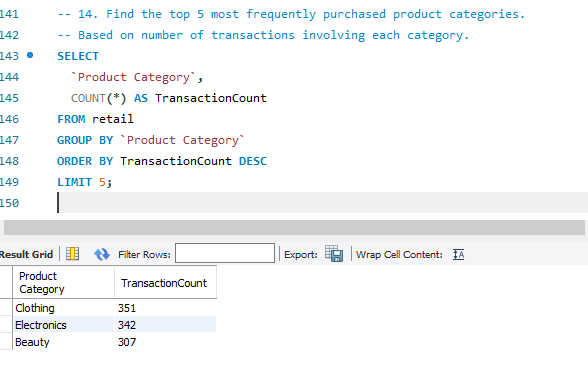 141 -- 14. Find the top 5 most frequently purchased product categories.
142 -- Based on number of transactions involving each category.
143 SELECT
144 `Product Category`,
145 COUNT(*) AS TransactionCount
146 FROM retail
147 GROUP BY `Product Category`
148 ORDER BY TransactionCount DESC
149 LIMIT 5;
150
Result Grid Filter Rows: Export: Wrap Cell Content: IA
Product
Category TransactionCount
Clothing 351
Electronics 342
Beauty 307